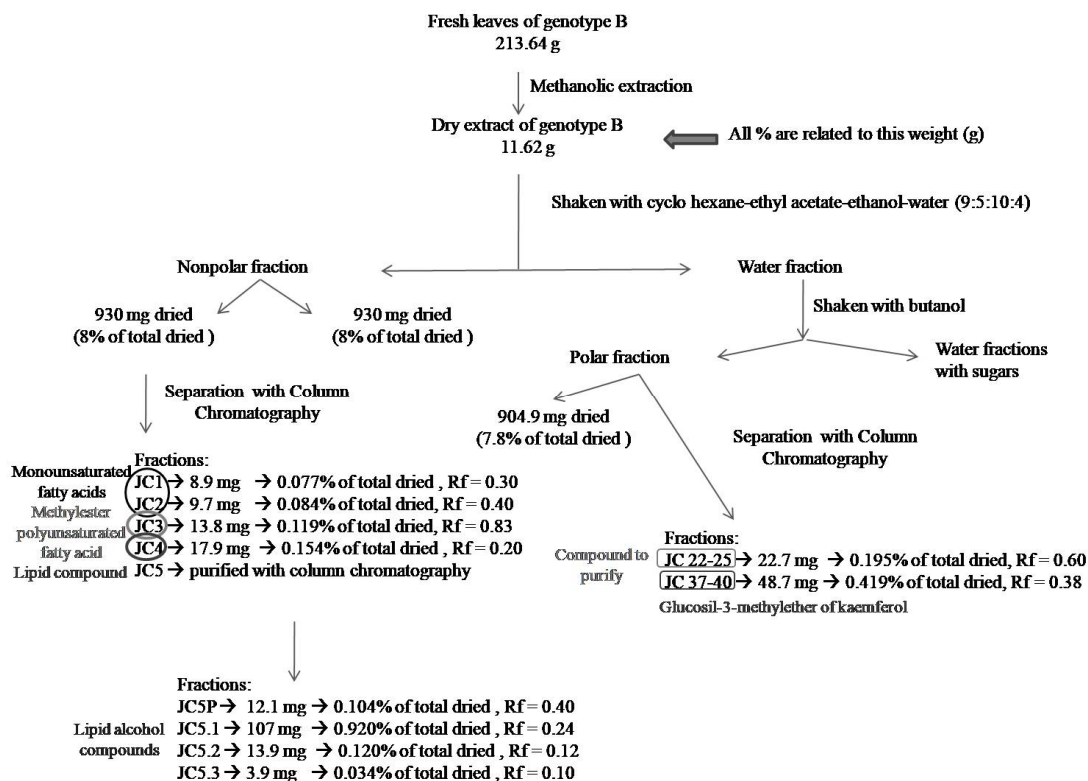 Fresh leaves of genotype B
213.64 g
Methanolic extraction
Dry extract of genotype B
11.62 g
All % are related to this weight (g)
Shaken with cyclo hexane-ethyl acetate-ethanol-water (9:5:10:4)
Nonpolar fraction
Water fraction
930 mg dried
(8% of total dried )
930 mg dried
(8% of total dried )
Shaken with butanol
Polar fraction
Water fractions
with sugars
Separation with Column
Chromatography
904.9 mg dried
(7.8% of total dried )
Separation with Column
Chromatography
Fractions:
Monounsaturated
fatty acids
Methylester
polyunsaturated
fatty acid
Lipid compound
JC1 → 8.9 mg → 0.077% of total dried , Rf = 0.30
JC2 → 9.7 mg → 0.084% of total dried , Rf = 0.40
JC3 → 13.8 mg → 0.119% of total dried , Rf = 0.83
JC4 → 17.9 mg → 0.154% of total dried , Rf = 0.20
JC5 → purified with column chromatography
Fractions:
Compound to
purify
JC 22-25 → 22.7 mg → 0.195% of total dried, Rf = 0.60
JC 37-40 → 48.7 mg → 0.419% of total dried, Rf = 0.38
Glucosil-3-methylether of kaemferol
Fractions:
Lipid alcohol
compounds
JC5P → 12.1 mg → 0.104% of total dried , Rf = 0.40
JC5.1 → 107 mg → 0.920% of total dried , Rf = 0.24
JC5.2 → 13.9 mg → 0.120% of total dried , Rf = 0.12
JC5.3 → 3.9 mg → 0.034% of total dried , Rf = 0.10